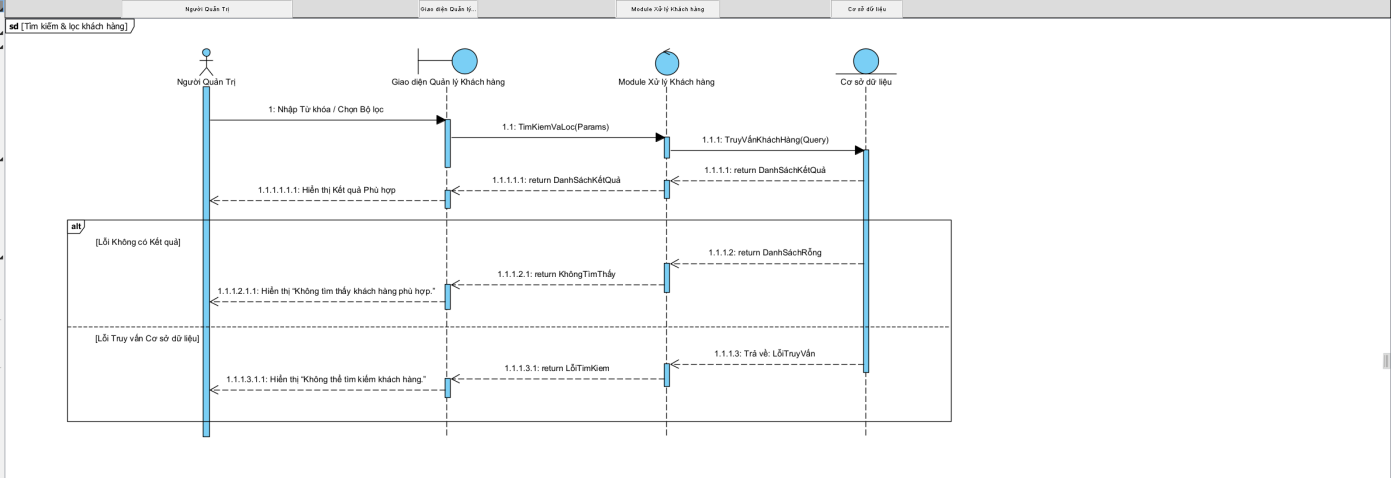 Người Quản Trị
Giao diện Quản lý...
Module Xử lý Khách hàng
Cơ sở dữ liệu
sd [Tìm kiếm & lọc khách hàng]
Người Quản Trị
Giao diện Quản lý Khách hàng
Module Xử lý Khách hàng
Cơ sở dữ liệu
1: Nhập Từ khóa / Chọn Bộ lọc
1.1: TimKiemVaLoc(Params)
1.1.1: TruyVấnKháchHàng(Query)
1.1.1.1: return DanhSáchKếtQuả
1.1.1.1.1: return DanhSáchKếtQuả
1.1.1.1.1.1: Hiển thị Kết quả Phù hợp
alt
[Lỗi Không có Kết quả]
1.1.1.2: return DanhSáchRỗng
1.1.1.2.1: return KhôngTìmThấy
1.1.1.2.1.1: Hiển thị "Không tìm thấy khách hàng phù hợp."
[Lỗi Truy vấn Cơ sở dữ liệu]
1.1.1.3: Trả về: LỗiTruyVấn
1.1.1.3.1: return LỗiTìmKiem
1.1.1.3.1.1: Hiển thị "Không thể tìm kiếm khách hàng."